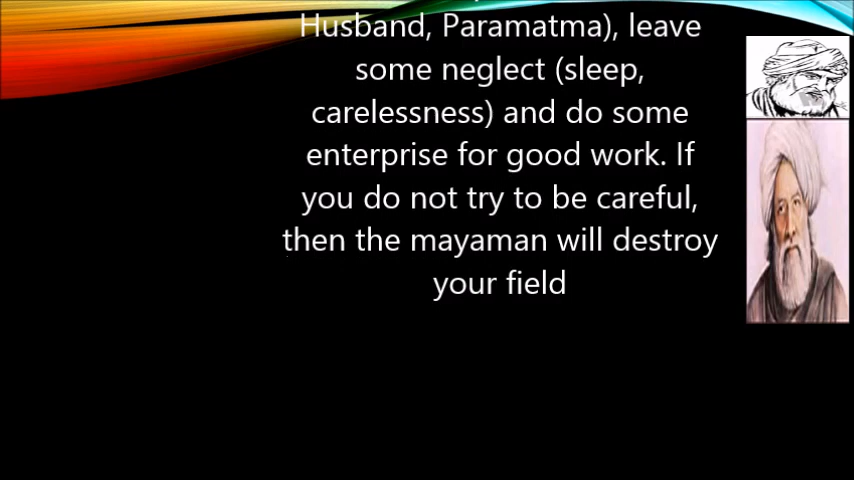 Husband, Paramatma), leave
some neglect (sleep,
carelessness) and do some
enterprise for good work. If
you do not try to be careful,
then the mayaman will destroy
your field